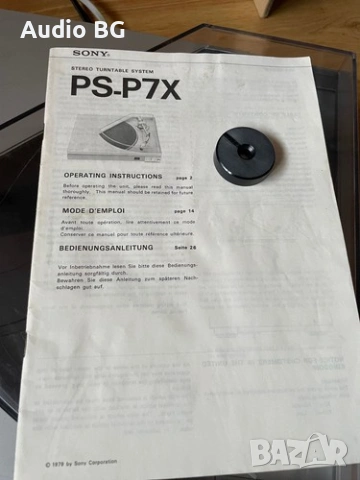 Audio BG
SONY
STEREO TURNTABLE SYSTEM
PS-P7X
OPERATING INSTRUCTIONS page 2
Before operating the unit, please read this manual
thoroughly. This manual should be retained for future
reference.
MODE D'EMPLOI page 14
Avant toute opération, lire attentivement ce mode
d'emploi.
Conserver ce manuel pour toute référence ultérieure.
BEDIENUNGSANLEITUNG Seite 26
Vor Inbetriebnahme lesen Sie bitte diese Bedienungs-
anleitung sorgfältig durch.
Bewahren Sie diese Anleitung zum späteren Nach-
schlagen gut auf.
© 1979 by Sony Corporation
bazar